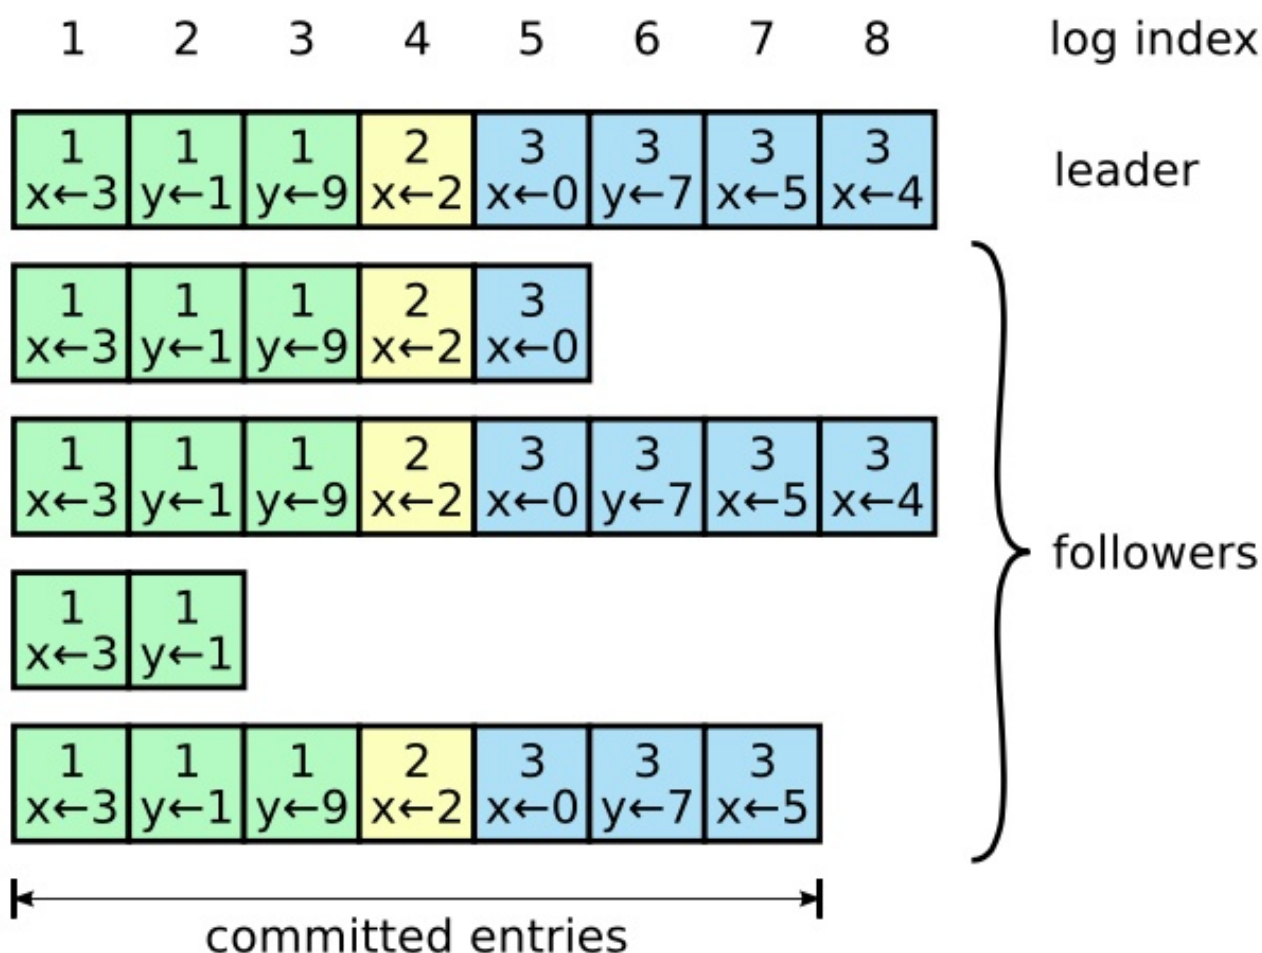 1 2 3 4 5 6 7 8 log index
1 1 1 2 3 3 3 3
x←3 y←1 y←9 x←2 x←0 y←7 x←5 x←4
leader
1 1 1 2 3
x←3 y←1 y←9 x←2 x←0
1 1 1 2 3 3 3 3
x←3 y←1 y←9 x←2 x←0 y←7 x←5 x←4
followers
1 1
x←3 y←1
1 1 1 2 3 3 3
x←3 y←1 y←9 x←2 x←0 y←7 x←5
committed entries